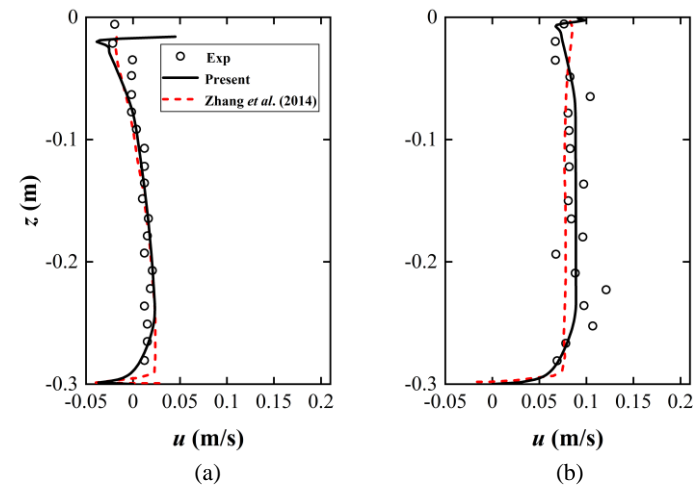 0
-0.1
-0.2
-0.3
z (m)
Exp
Present
Zhang et al. (2014)
-0.05 0 0.05 0.1 0.15 0.2
u (m/s)
(a)
0
-0.1
-0.2
-0.3
-0.05 0 0.05 0.1 0.15 0.2
u (m/s)
(b)